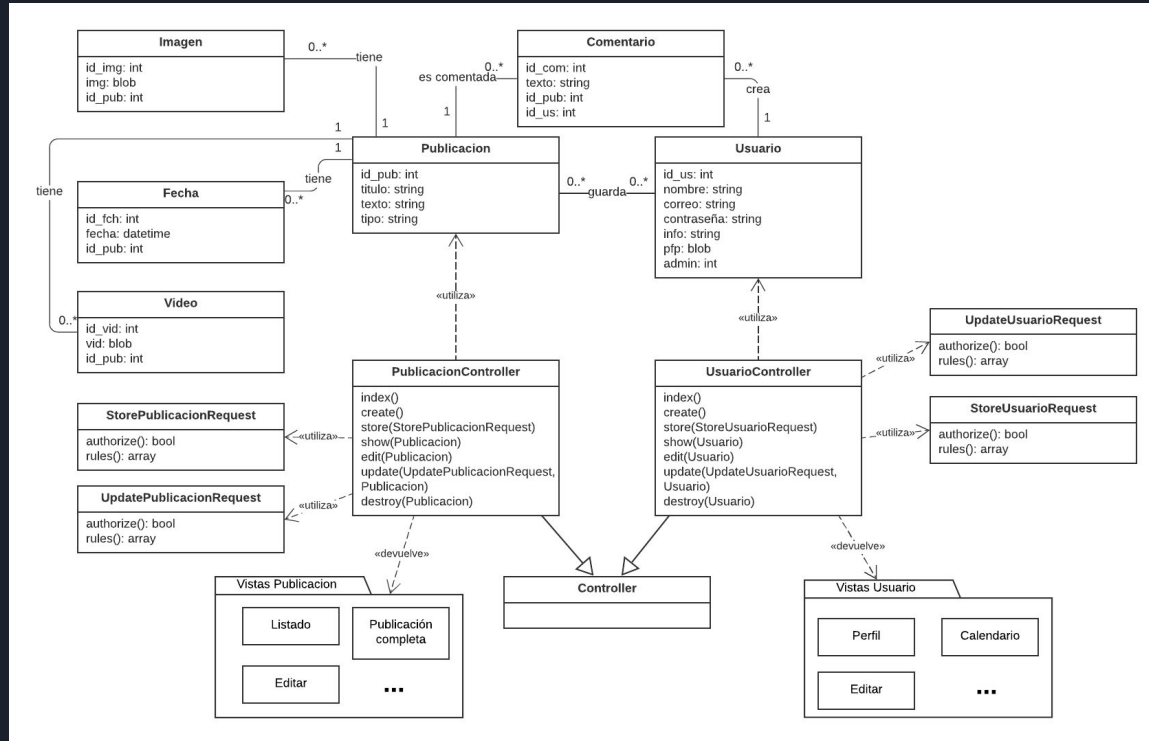 Imagen
id_img: int
img: blob
id_pub: int
0..*
tiene
1
Comentario
id_com: int
texto: string
id_pub: int
id_us: int
0..*
es comentada
1
0..*
crea
1
Publicacion
id_pub: int
titulo: string
texto: string
tipo: string
0..*
guarda
0..*
Usuario
id_us: int
nombre: string
correo: string
contraseña: string
info: string
pfp: blob
admin: int
1
tiene
0..*
1
tiene
0..*
Fecha
id_fch: int
fecha: datetime
id_pub: int
Video
id_vid: int
vid: blob
id_pub: int
«utiliza»
«utiliza»
PublicacionController
index()
create()
store(StorePublicacionRequest)
show(Publicacion)
edit(Publicacion)
update(UpdatePublicacionRequest,
Publicacion)
destroy(Publicacion)
UsuarioController
index()
create()
store(StoreUsuarioRequest)
show(Usuario)
edit(Usuario)
update(UpdateUsuarioRequest,
Usuario)
destroy(Usuario)
«utiliza»
UpdateUsuarioRequest
authorize(): bool
rules(): array
«utiliza»
StoreUsuarioRequest
authorize(): bool
rules(): array
StorePublicacionRequest
authorize(): bool
rules(): array
«utiliza»
UpdatePublicacionRequest
authorize(): bool
rules(): array
«utiliza»
«devuelve»
«devuelve»
Controller
Vistas Publicacion
Listado
Publicación
completa
Editar
...
Vistas Usuario
Perfil
Calendario
Editar
...